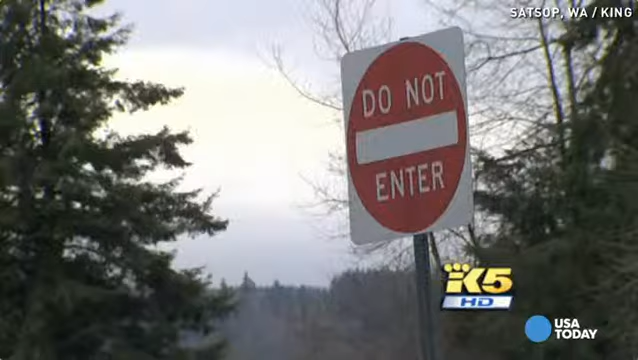 SATSOP, WA / KING
DO NOT
ENTER
K5
HD
USA
TODAY